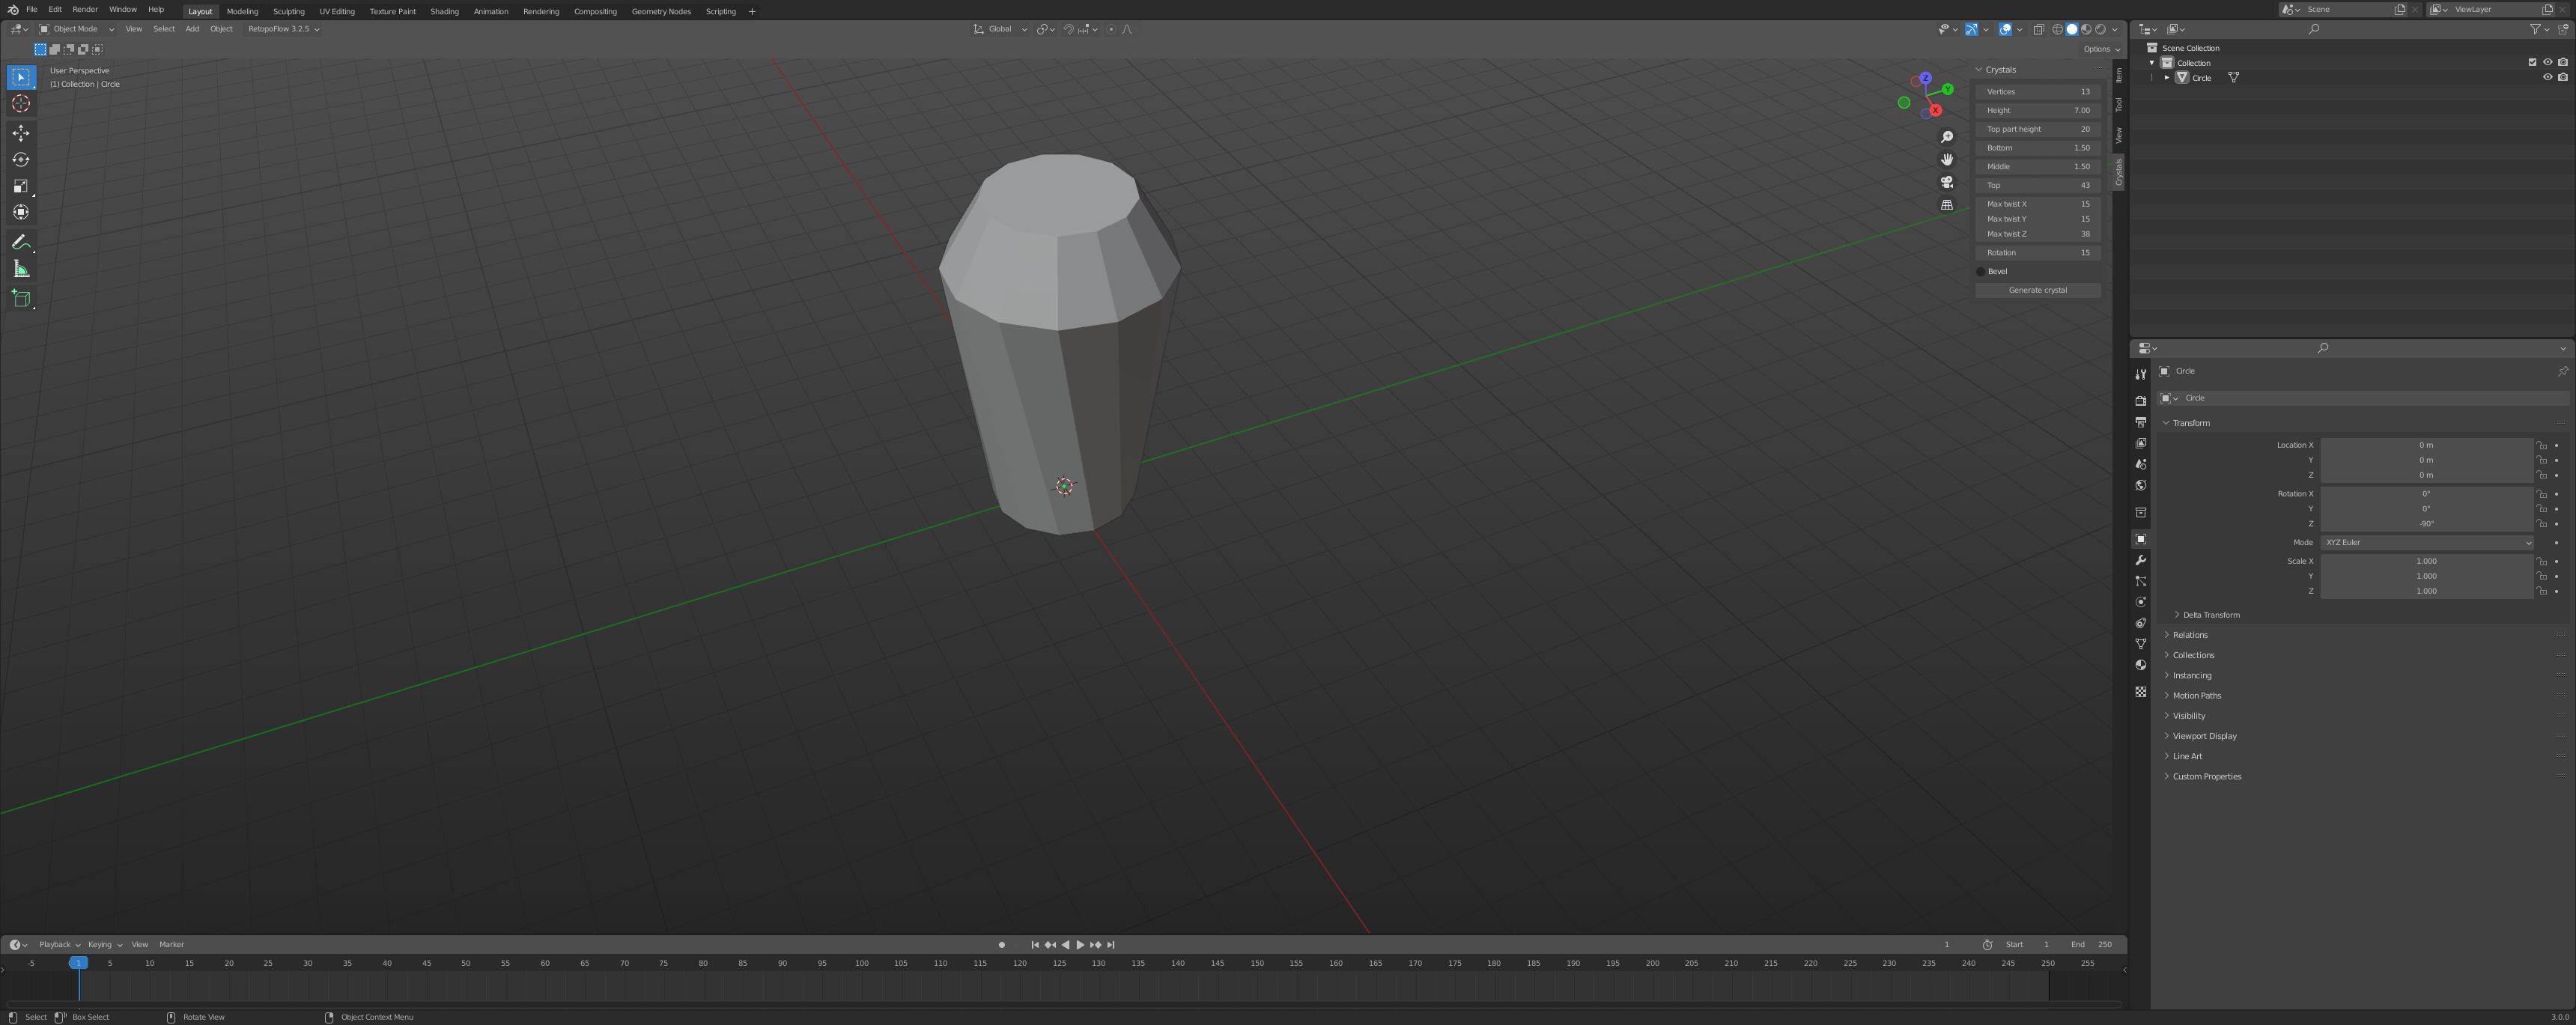 File Edit Render Window Help Layout Modeling Sculpting UV Editing Texture Paint Shading Animation Rendering Compositing Geometry Nodes Scripting + Scene ViewLayer
Object Mode View Select Add Object RetopoFlow 3.2.5 Global
Options
User Perspective
(1) Collection | Circle
Z
Y
X
Crystals
Vertices 13
Height 7.00
Top part height 20
Bottom 1.50
Middle 1.50
Top 43
Max twist X 15
Max twist Y 15
Max twist Z 38
Rotation 15
Bevel
Generate crystal
Item
Tool
View
Crystals
Scene Collection
Collection
Circle
Circle
Circle
Transform
Location X 0 m
Y 0 m
Z 0 m
Rotation X 0°
Y 0°
Z -90°
Mode XYZ Euler
Scale X 1.000
Y 1.000
Z 1.000
Delta Transform
Relations
Collections
Instancing
Motion Paths
Visibility
Viewport Display
Line Art
Custom Properties
Playback Keying View Marker 1 Start 1 End 250
-5 1 5 10 15 20 25 30 35 40 45 50 55 60 65 70 75 80 85 90 95 100 105 110 115 120 125 130 135 140 145 150 155 160 165 170 175 180 185 190 195 200 205 210 215 220 225 230 235 240 245 250 255
Select Box Select Rotate View Object Context Menu 3.0.0